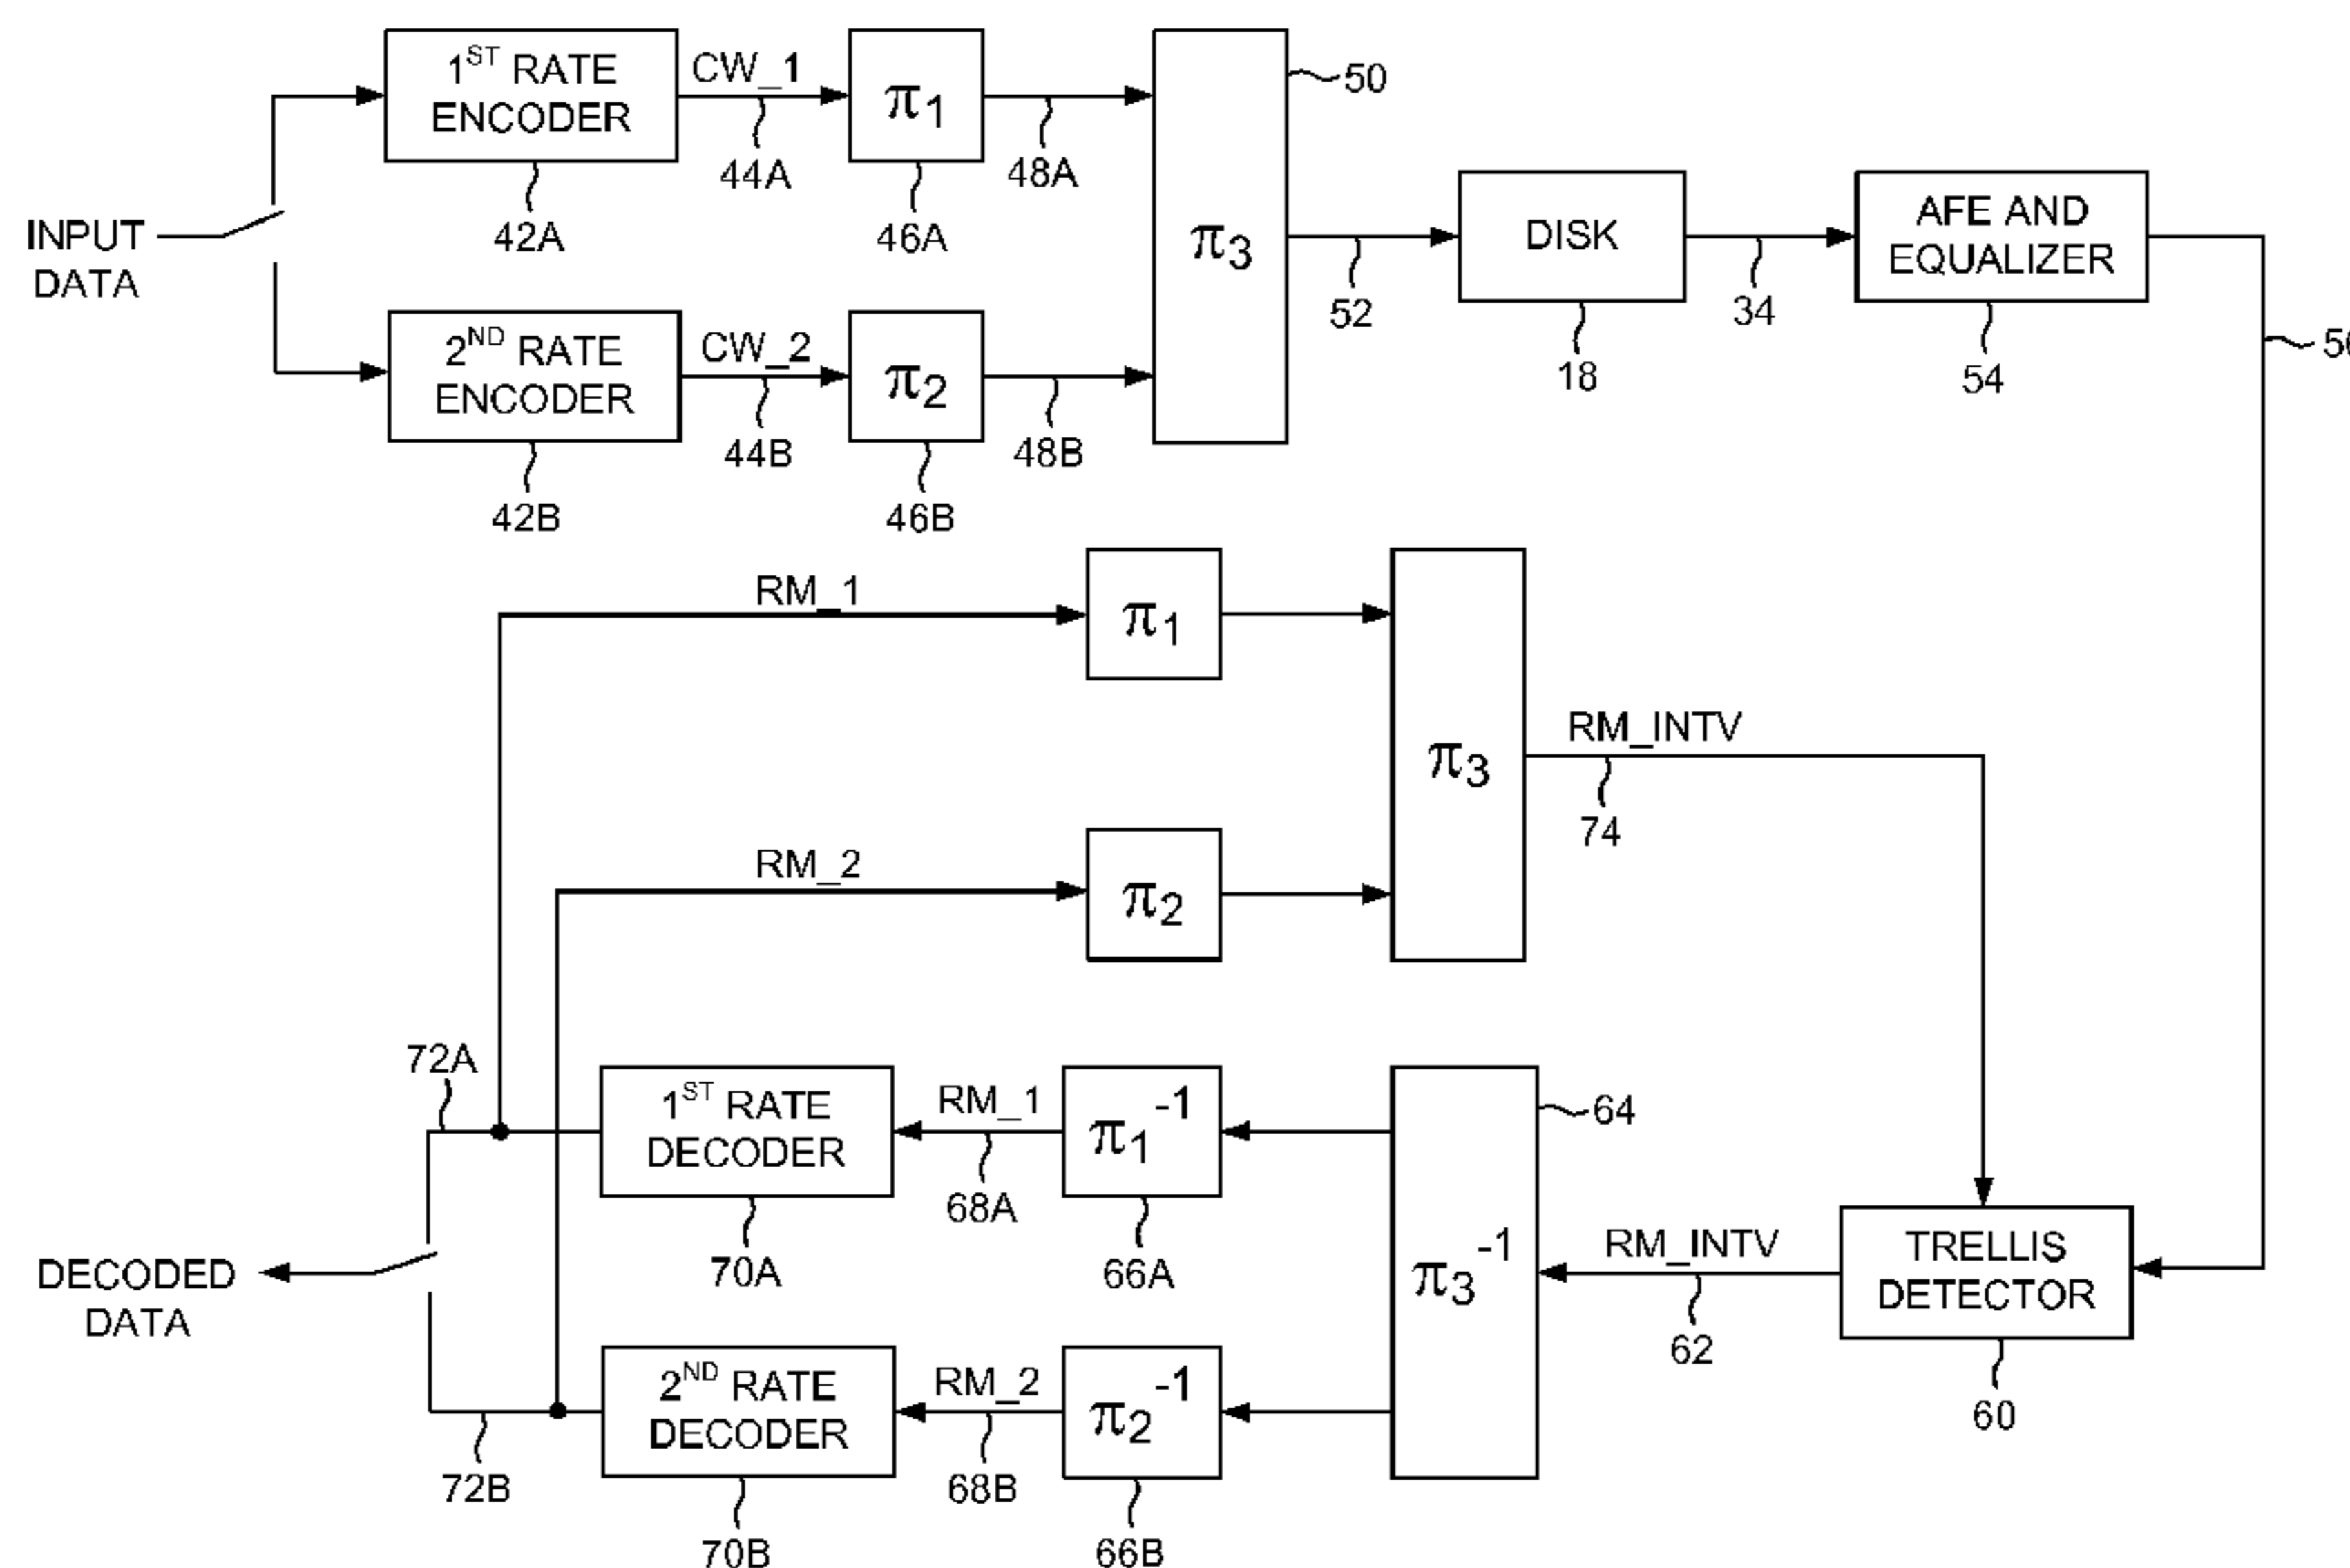 1ST RATE
ENCODER
CW_1
π1
50
44A
48A
42A
46A
INPUT
DATA
π3
DISK
AFE AND
EQUALIZER
52
34
18
54
2ND RATE
ENCODER
CW_2
π2
44B
48B
42B
46B
RM_1
π1
π3
RM_INTV
74
RM_2
π2
72A
1ST RATE
DECODER
RM_1
π1-1
64
68A
70A
66A
DECODED
DATA
π3-1
RM_INTV
62
TRELLIS
DETECTOR
60
2ND RATE
DECODER
RM_2
π2-1
72B
68B
70B
66B